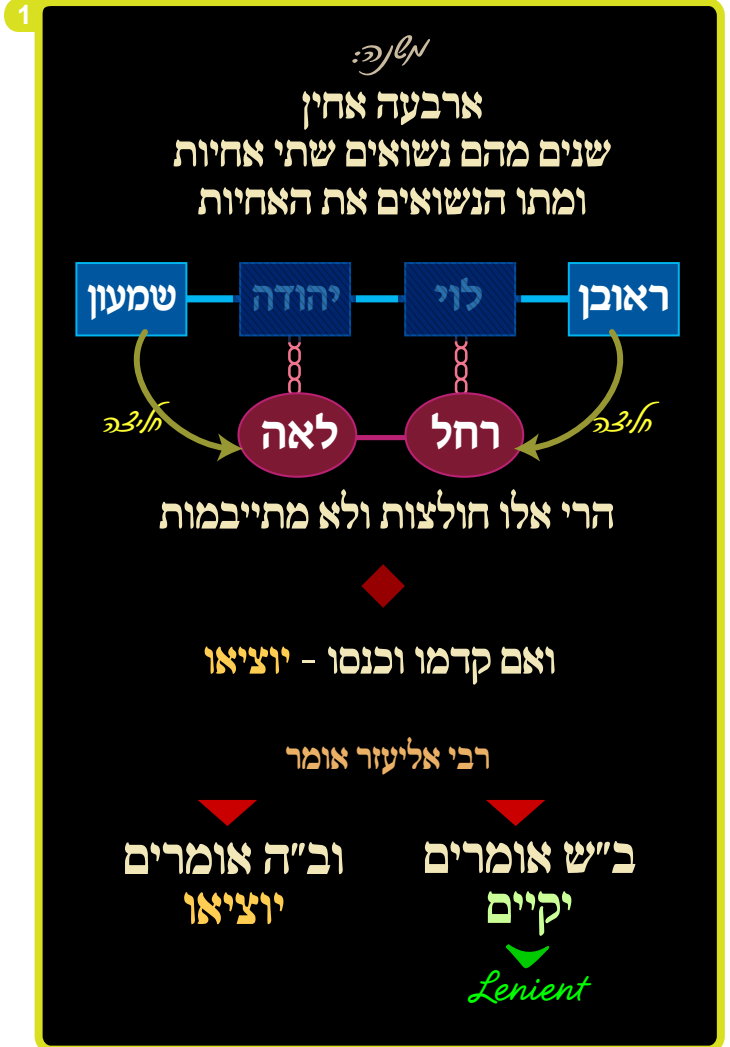 1
משנה:
ארבעה אחין
שנים מהם נשואים שתי אחיות
ומתו הנשואים את האחיות
ראובן לוי יהודה שמעון
חליצה רחל לאה חליצה
הרי אלו חולצות ולא מתייבמות
ואם קדמו וכנסו - יוציאו
רבי אליעזר אומר
ב"ש אומרים וב"ה אומרים
יקיים יוציאו
Lenient